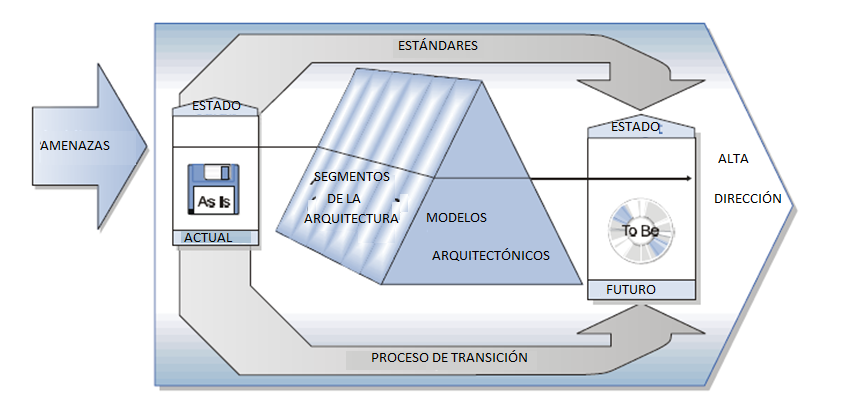 ESTÁNDARES
AMENAZAS
ESTADO
As Is
ACTUAL
SEGMENTOS
DE LA
ARQUITECTURA
MODELOS
ARQUITECTÓNICOS
ESTADO
To Be
FUTURO
ALTA
DIRECCIÓN
PROCESO DE TRANSICIÓN